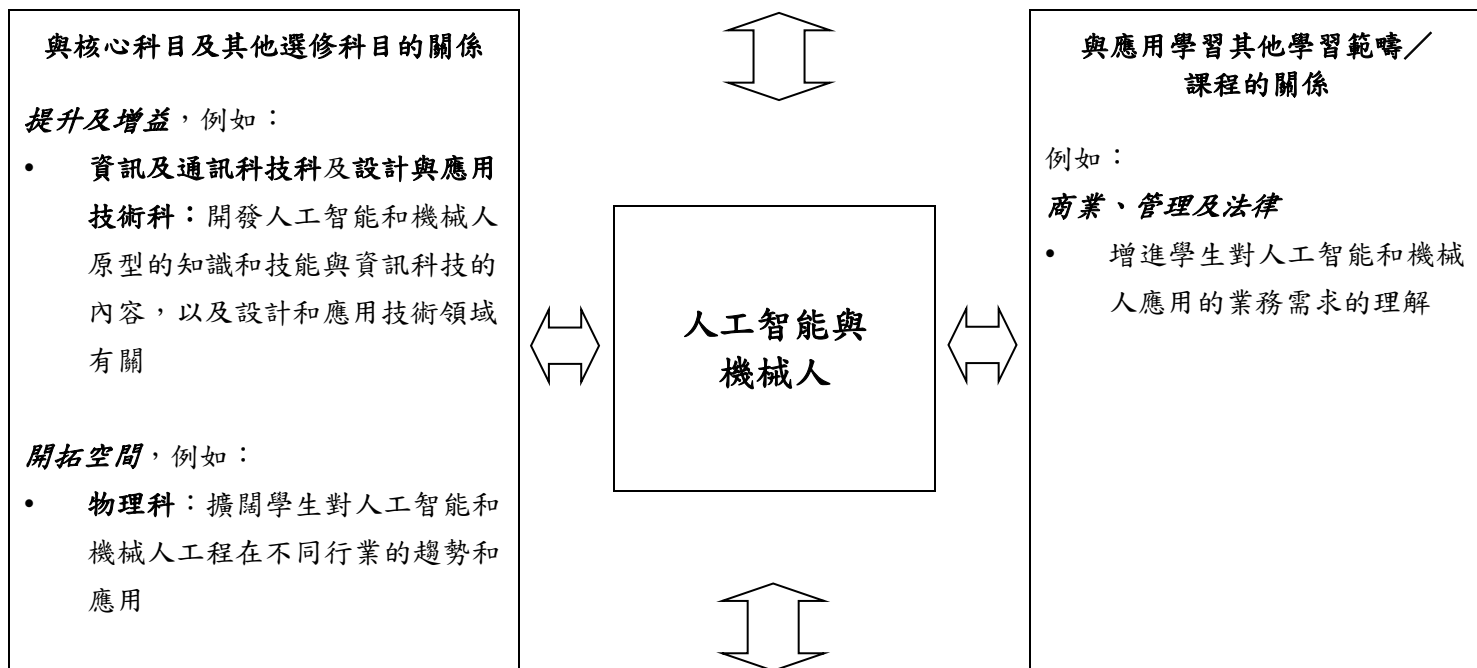 與核心科目及其他選修科目的關係
提升及增益，例如：
• 資訊及通訊科技科及設計與應用
技術科：開發人工智能和機械人
原型的知識和技能與資訊科技的
內容，以及設計和應用技術領域
有關
開拓空間，例如：
• 物理科：擴闊學生對人工智能和
機械人工程在不同行業的趨勢和
應用
人工智能與
機械人
與應用學習其他學習範疇／
課程的關係
例如：
商業、管理及法律
• 增進學生對人工智能和機械
人應用的業務需求的理解